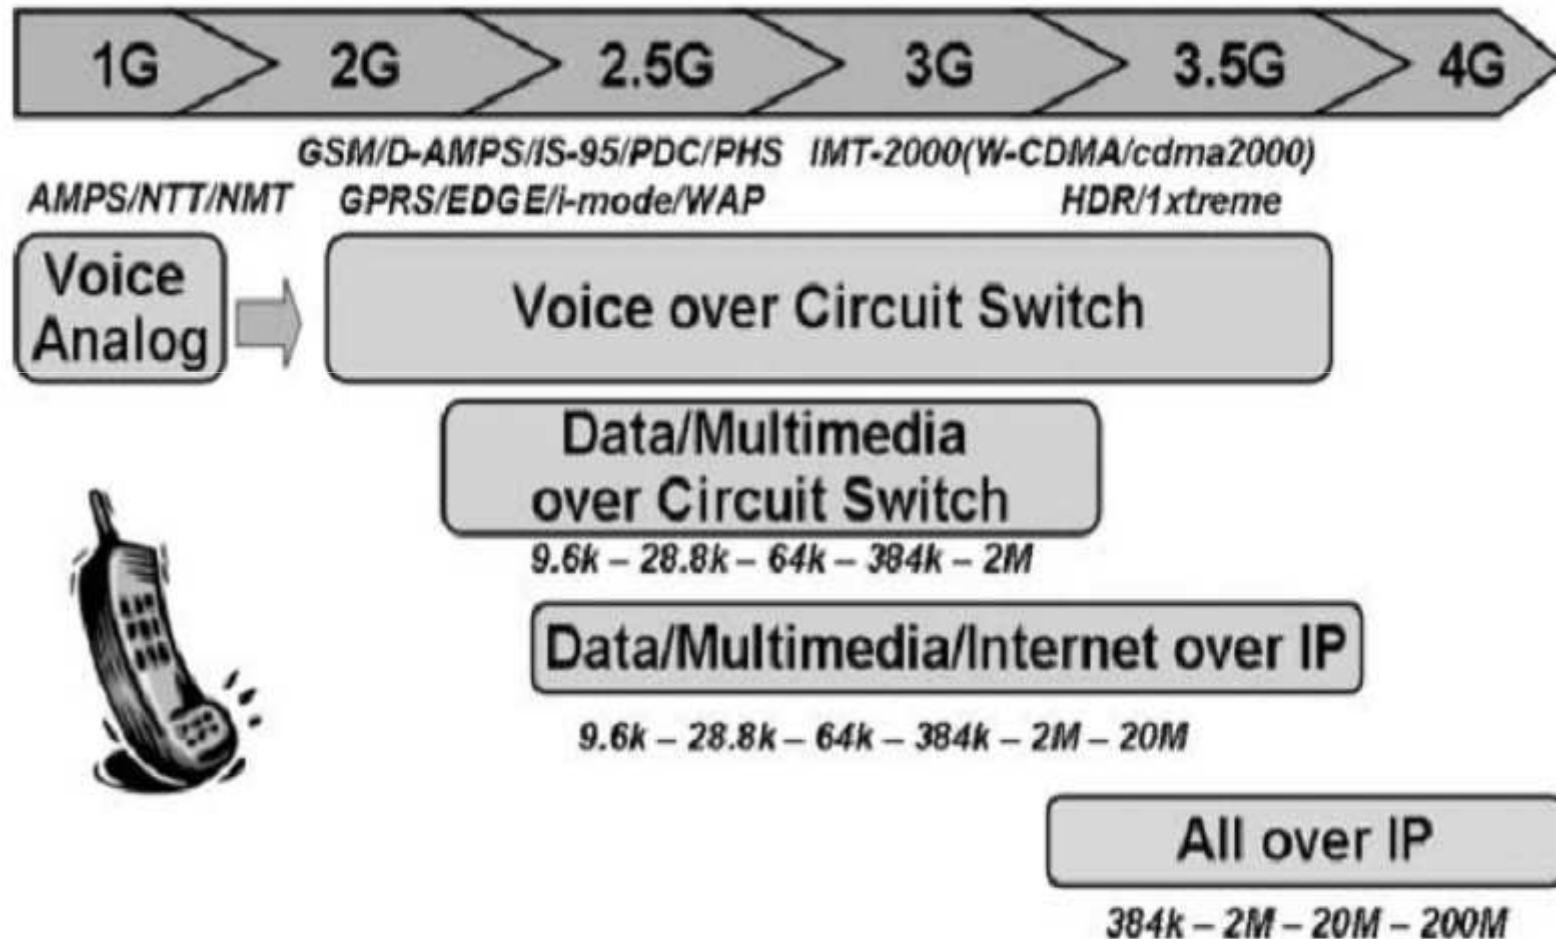 1G 2G 2.5G 3G 3.5G 4G
GSM/D-AMPS/IS-95/PDC/PHS IMT-2000(W-CDMA/cdma2000)
AMPS/NTT/NMT GPRS/EDGE/i-mode/WAP HDR/1xtreme
Voice
Analog
Voice over Circuit Switch
Data/Multimedia
over Circuit Switch
9.6k – 28.8k – 64k – 384k – 2M
Data/Multimedia/Internet over IP
9.6k – 28.8k – 64k – 384k – 2M – 20M
All over IP
384k – 2M – 20M – 200M